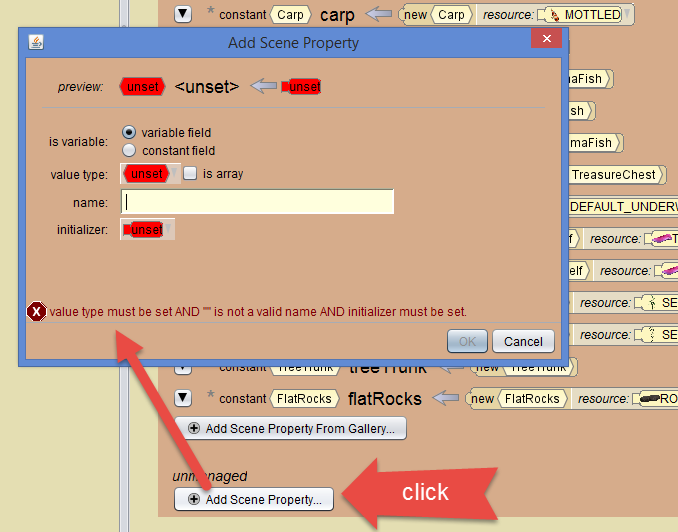 * constant Carp carp new Carp resource: MOTTLED
Add Scene Property
preview: unset <unset> unset
is variable: variable field
constant field
value type: unset is array
name:
initializer: unset
value type must be set AND "" is not a valid name AND initializer must be set.
OK Cancel
maFish
sh
maFish
TreasureChest
DEFAULT_UNDERW
f resource:
elf resource:
resource: SE
resource: SE
constant TreeTrunk treeTrunk new TreeTrunk
* constant FlatRocks flatRocks new FlatRocks resource: RO
Add Scene Property From Gallery...
unmanaged
Add Scene Property...
click